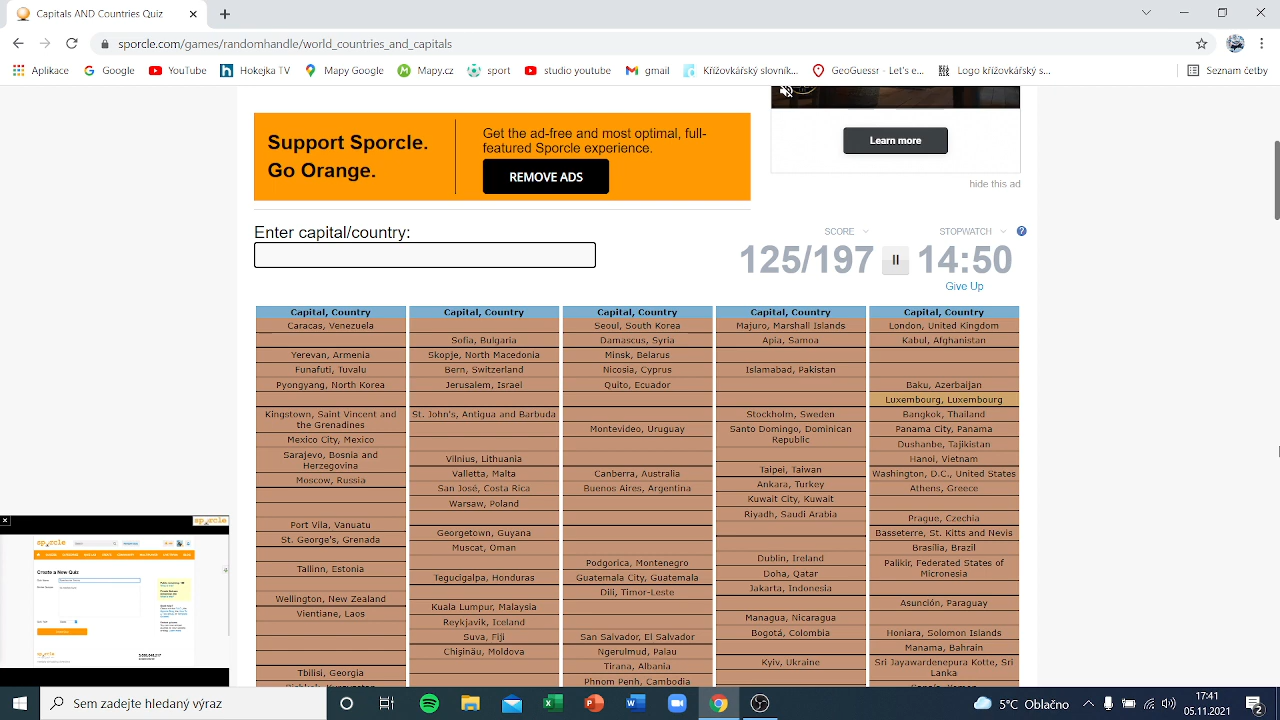 Capitals AND Countries Quiz
sporcle.com/games/xdlol/world_countries_and_capitals
Aplikace Google YouTube Hokejka TV Mapy Google Mapy.cz sport studio youtube gmail Křížovkářský slovník... GeoGuessr - Let's e... Logo křížovkářský s... Seznam četby
Support Sporcle.
Go Orange.
Get the ad-free and most optimal, full-
featured Sporcle experience.
REMOVE ADS
Learn more
hide this ad
Enter capital/country:
SCORE STOPWATCH ?
125/197 14:50
Give Up
Capital, Country
Caracas, Venezuela
Yerevan, Armenia
Funafuti, Tuvalu
Pyongyang, North Korea
Kingstown, Saint Vincent and
the Grenadines
Mexico City, Mexico
Sarajevo, Bosnia and
Herzegovina
Moscow, Russia
Port Vila, Vanuatu
St. George's, Grenada
Tallinn, Estonia
Wellington, New Zealand
Vientiane, Laos
Tbilisi, Georgia
Capital, Country
Sofia, Bulgaria
Skopje, North Macedonia
Bern, Switzerland
Jerusalem, Israel
St. John's, Antigua and Barbuda
Vilnius, Lithuania
Valletta, Malta
San José, Costa Rica
Warsaw, Poland
Georgetown, Guyana
Muscat, Oman
Tegucigalpa, Honduras
Kuala Lumpur, Malaysia
Reykjavík, Iceland
Suva, Fiji
Chișinău, Moldova
Capital, Country
Seoul, South Korea
Damascus, Syria
Minsk, Belarus
Nicosia, Cyprus
Quito, Ecuador
Montevideo, Uruguay
Canberra, Australia
Buenos Aires, Argentina
Podgorica, Montenegro
Guatemala City, Guatemala
Dili, Timor-Leste
San Salvador, El Salvador
Ngerulmud, Palau
Tirana, Albania
Phnom Penh, Cambodia
Capital, Country
Majuro, Marshall Islands
Apia, Samoa
Islamabad, Pakistan
Stockholm, Sweden
Santo Domingo, Dominican
Republic
Taipei, Taiwan
Ankara, Turkey
Kuwait City, Kuwait
Riyadh, Saudi Arabia
Dublin, Ireland
Doha, Qatar
Jakarta, Indonesia
Managua, Nicaragua
Bogotá, Colombia
Kyiv, Ukraine
Capital, Country
London, United Kingdom
Kabul, Afghanistan
Baku, Azerbaijan
Luxembourg, Luxembourg
Bangkok, Thailand
Panama City, Panama
Dushanbe, Tajikistan
Hanoi, Vietnam
Washington, D.C., United States
Athens, Greece
Prague, Czechia
Basseterre, St. Kitts and Nevis
Brasília, Brazil
Palikir, Federated States of
Micronesia
Asunción, Paraguay
Honiara, Solomon Islands
Manama, Bahrain
Sri Jayawardenepura Kotte, Sri
Lanka
sporcle
sporcle
Create a New Quiz
sporcle
Sem zadejte hledaný výraz
Oblačno
17:41
05.11.2021
2